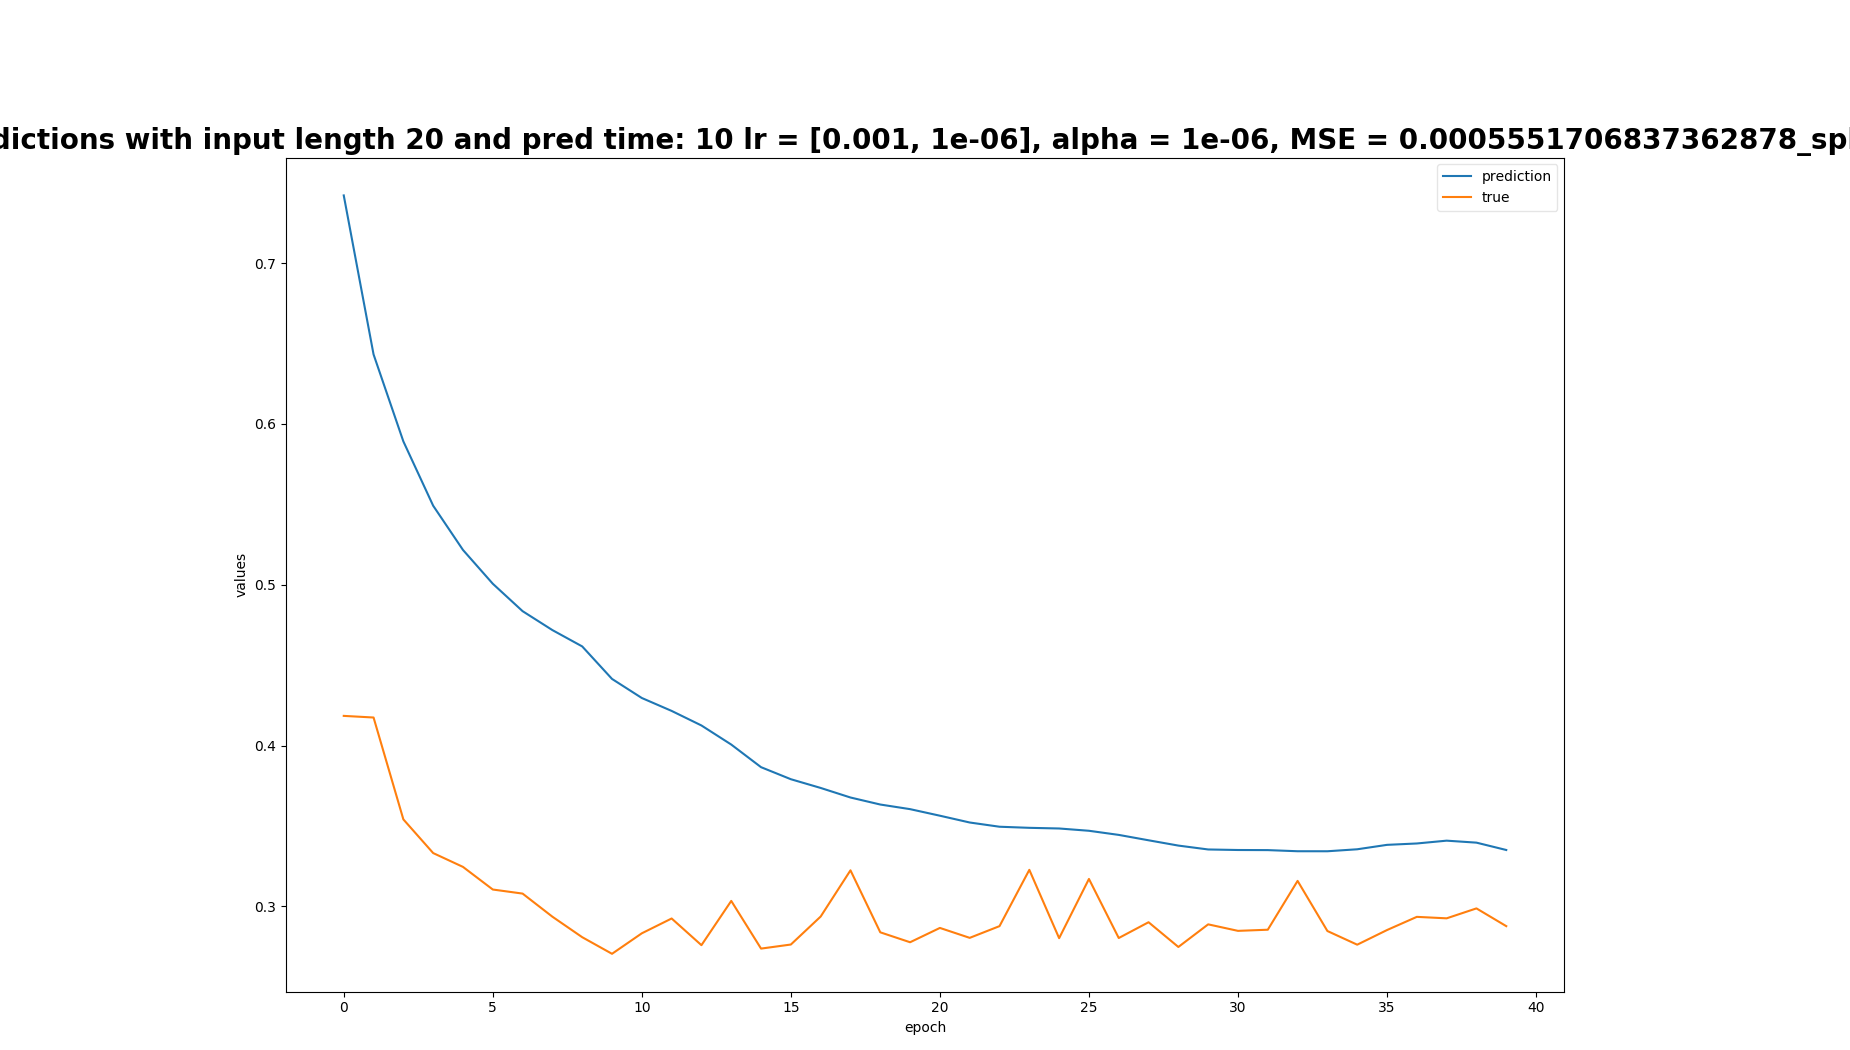 dictions with input length 20 and pred time: 10 lr = [0.001, 1e-06], alpha = 1e-06, MSE = 0.0005551706837362878_spl
prediction
true
0.7
0.6
0.5
0.4
0.3
values
0 5 10 15 20 25 30 35 40
epoch